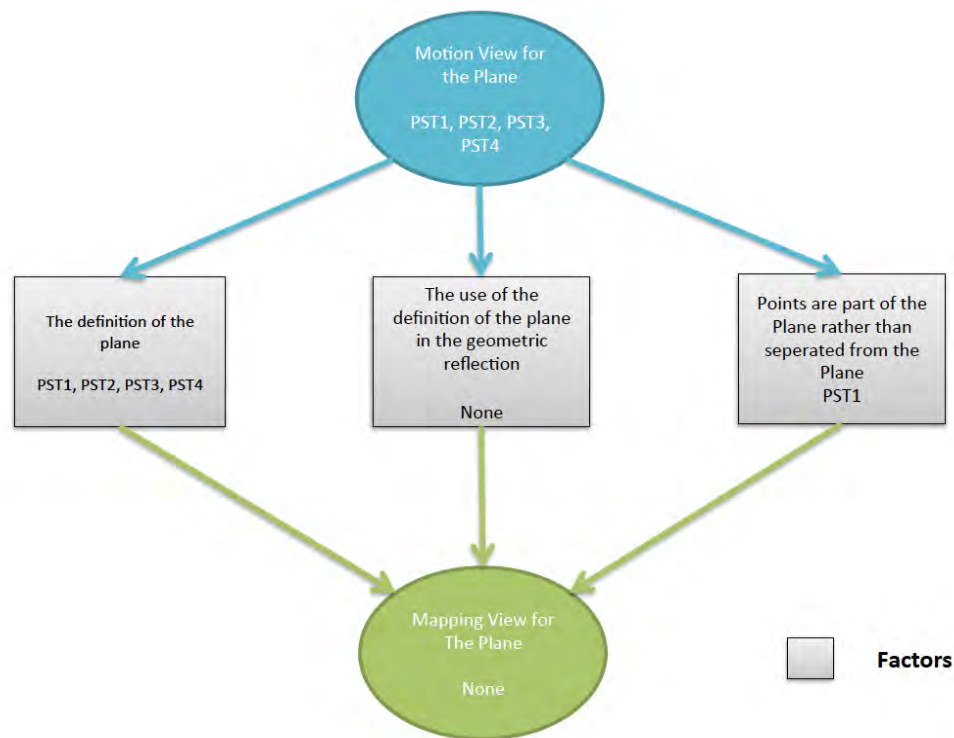 Motion View for
the Plane
PST1, PST2, PST3,
PST4
The definition of the
plane
PST1, PST2, PST3, PST4
The use of the
definition of the plane
in the geometric
reflection
None
Points are part of the
Plane rather than
seperated from the
Plane
PST1
Mapping View for
The Plane
None
Factors